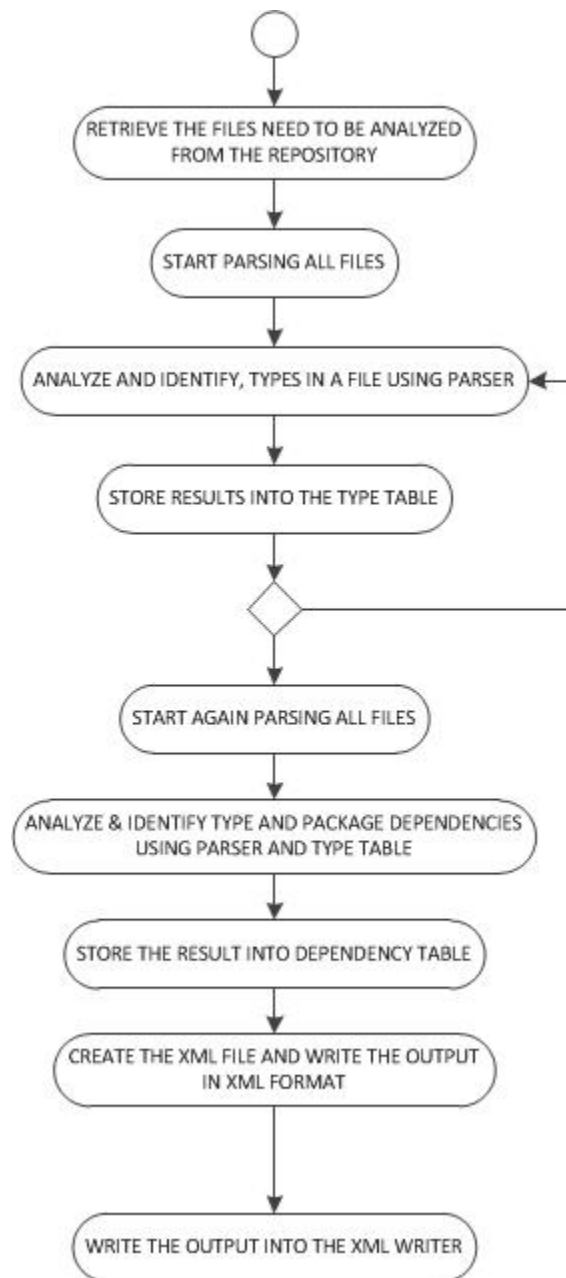 RETRIEVE THE FILES NEED TO BE ANALYZED
FROM THE REPOSITORY
START PARSING ALL FILES
ANALYZE AND IDENTIFY, TYPES IN A FILE USING PARSER
STORE RESULTS INTO THE TYPE TABLE
START AGAIN PARSING ALL FILES
ANALYZE & IDENTIFY TYPE AND PACKAGE DEPENDENCIES
USING PARSER AND TYPE TABLE
STORE THE RESULT INTO DEPENDENCY TABLE
CREATE THE XML FILE AND WRITE THE OUTPUT
IN XML FORMAT
WRITE THE OUTPUT INTO THE XML WRITER